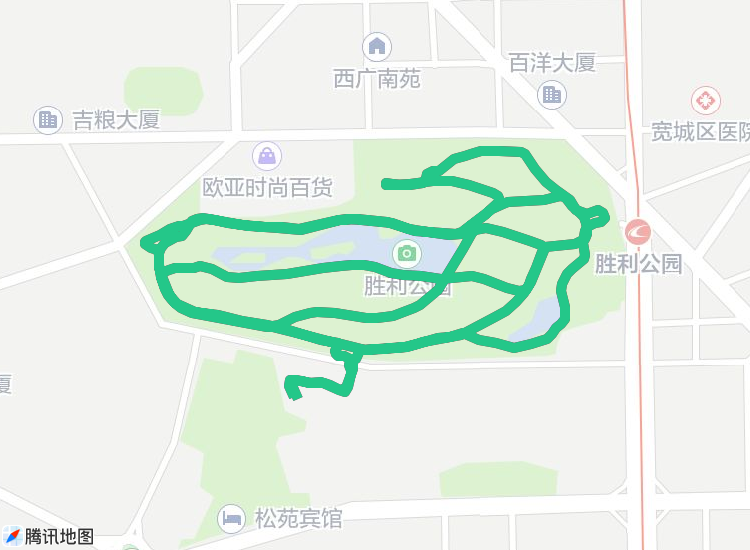 百洋大厦
西广南苑
吉粮大厦
宽城区医院
欧亚时尚百货
胜利公园
胜利公园
厦
松苑宾馆
腾讯地图